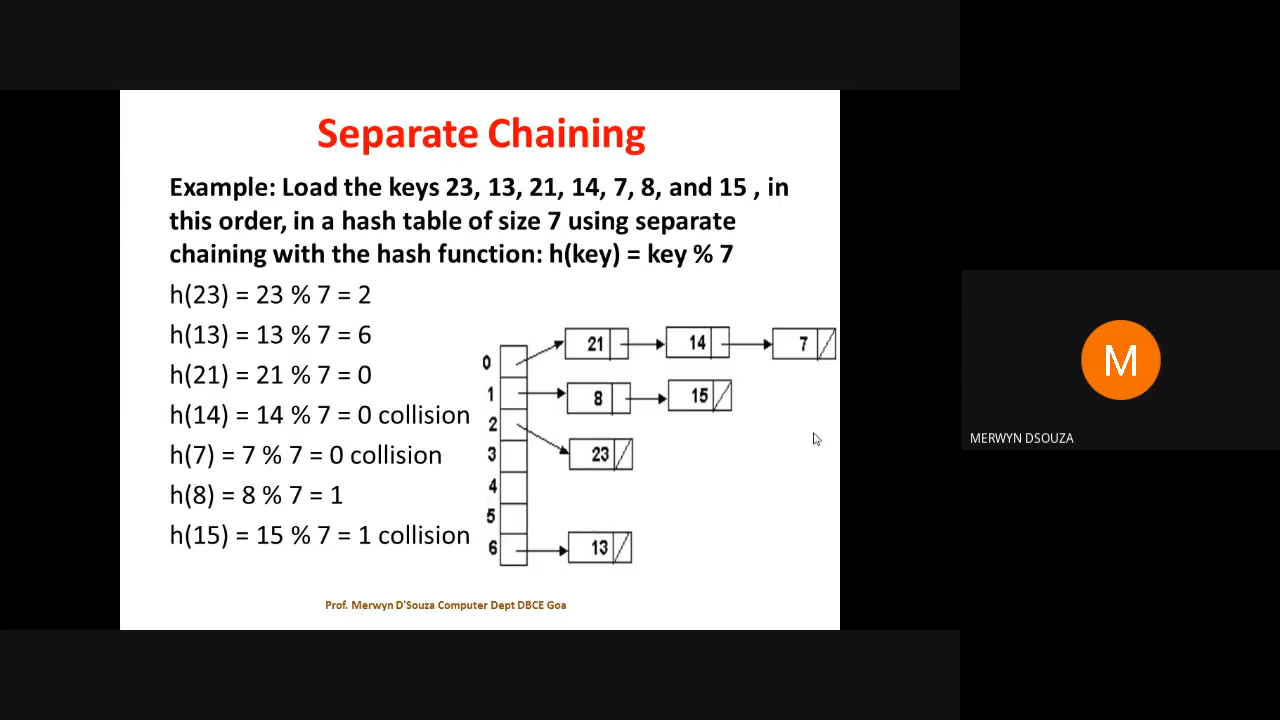 Separate Chaining
Example: Load the keys 23, 13, 21, 14, 7, 8, and 15 , in
this order, in a hash table of size 7 using separate
chaining with the hash function: h(key) = key % 7
h(23) = 23 % 7 = 2
h(13) = 13 % 7 = 6
h(21) = 21 % 7 = 0
h(14) = 14 % 7 = 0 collision
h(7) = 7 % 7 = 0 collision
h(8) = 8 % 7 = 1
h(15) = 15 % 7 = 1 collision
0 21 14 7
1 8 15
2 23
3
4
5
6 13
Prof. Merwyn D'Souza Computer Dept DBCE Goa
M
MERWYN DSOUZA